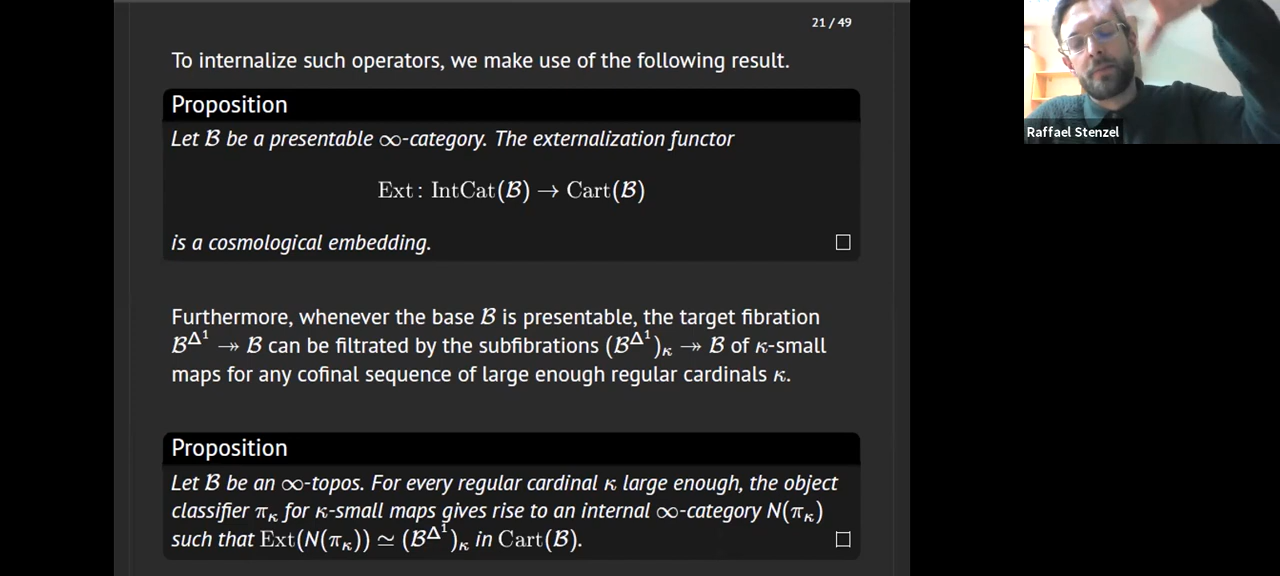 21 / 49
To internalize such operators, we make use of the following result.
Proposition
Let ℬ be a presentable ∞-category. The externalization functor
Ext: IntCat(ℬ) → Cart(ℬ)
is a cosmological embedding. □
Furthermore, whenever the base ℬ is presentable, the target fibration
ℬ^Δ¹ ↠ ℬ can be filtrated by the subfibrations (ℬ^Δ¹)_κ ↠ ℬ of κ-small
maps for any cofinal sequence of large enough regular cardinals κ.
Proposition
Let ℬ be an ∞-topos. For every regular cardinal κ large enough, the object
classifier π_κ for κ-small maps gives rise to an internal ∞-category N(π_κ)
such that Ext(N(π_κ)) ≃ (ℬ^Δ¹)_κ in Cart(ℬ). □
Raffael Stenzel